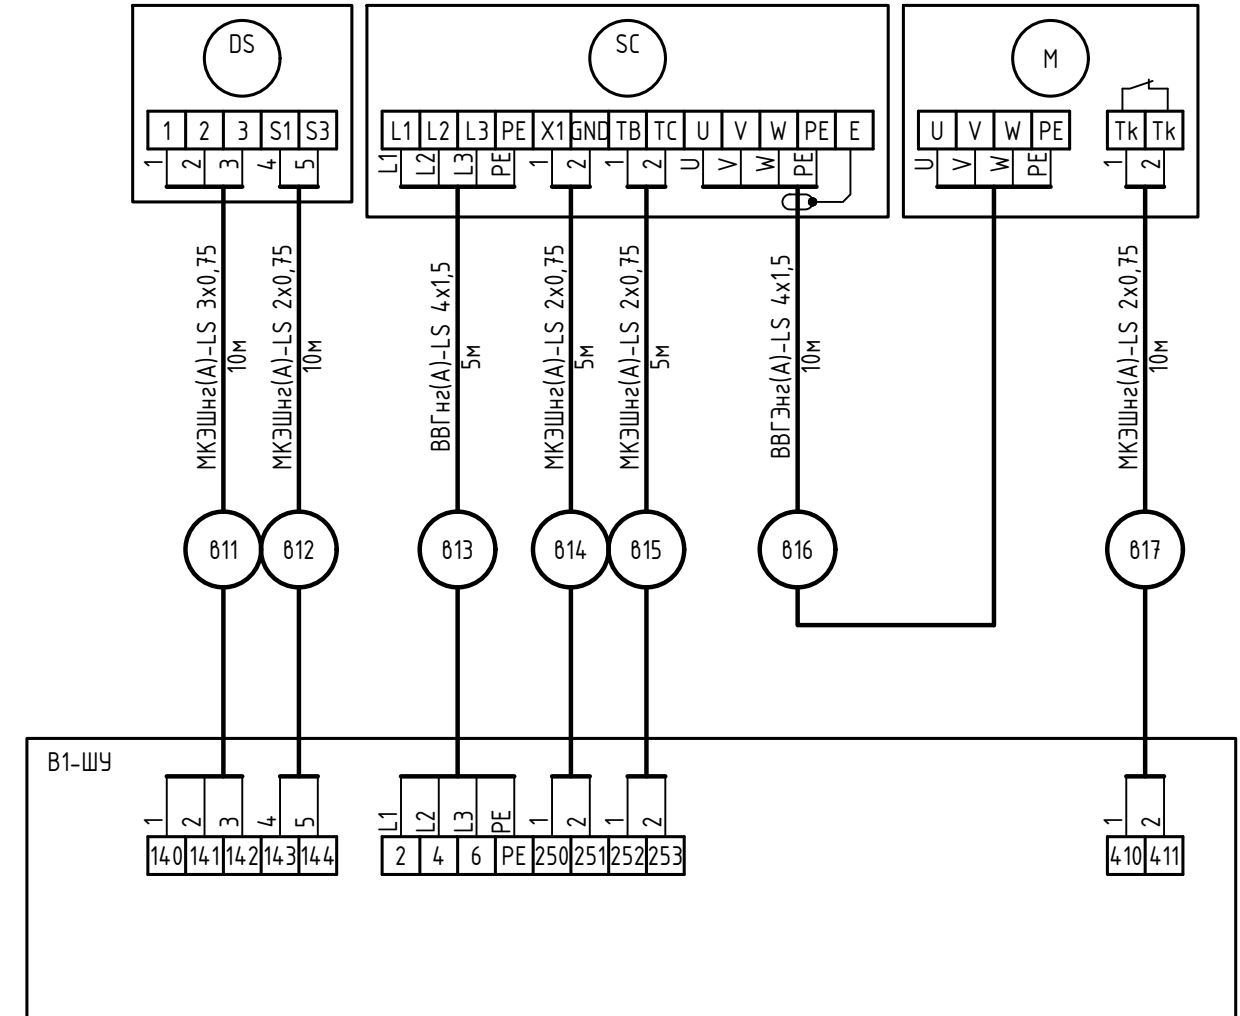 DS SC M
1 2 3 S1 S3 L1 L2 L3 PE X1 GND TB TC U V W PE E U V W PE Tk Tk
1 2 3 4 5 L1 L2 L3 PE 1 2 1 2 U V W PE U V W PE 1 2
МКЭШнг(А)-LS 3х0,75
10м
МКЭШнг(А)-LS 2х0,75
10м
ВВГнг(А)-LS 4х1,5
5м
МКЭШнг(А)-LS 2х0,75
5м
МКЭШнг(А)-LS 2х0,75
5м
ВВГЭнг(А)-LS 4х1,5
10м
МКЭШнг(А)-LS 2х0,75
10м
в11 в12 в13 в14 в15 в16 в17
В1-ШУ
1 2 3 4 5 L1 L2 L3 PE 1 2 1 2 1 2
140 141 142 143 144 2 4 6 PE 250 251 252 253 410 411